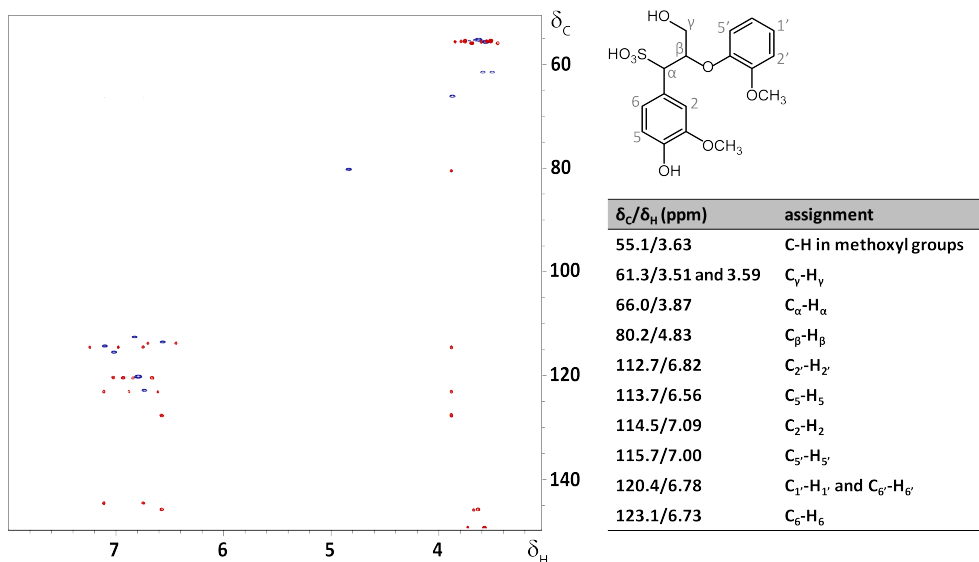 δC
60
80
100
120
140
7
6
5
4
δH
HO
γ
5′
1′
β
2′
HO3S
α
O
OCH3
6
2
5
OCH3
OH
δC/δH (ppm) assignment
55.1/3.63 C-H in methoxyl groups
61.3/3.51 and 3.59 Cγ-Hγ
66.0/3.87 Cα-Hα
80.2/4.83 Cβ-Hβ
112.7/6.82 C2′-H2′
113.7/6.56 C5-H5
114.5/7.09 C2-H2
115.7/7.00 C5′-H5′
120.4/6.78 C1′-H1′ and C6′-H6′
123.1/6.73 C6-H6